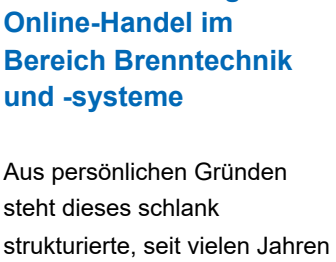 Online-Handel im
Bereich Brenntechnik
und -systeme
Aus persönlichen Gründen
steht dieses schlank
strukturierte, seit vielen Jahren